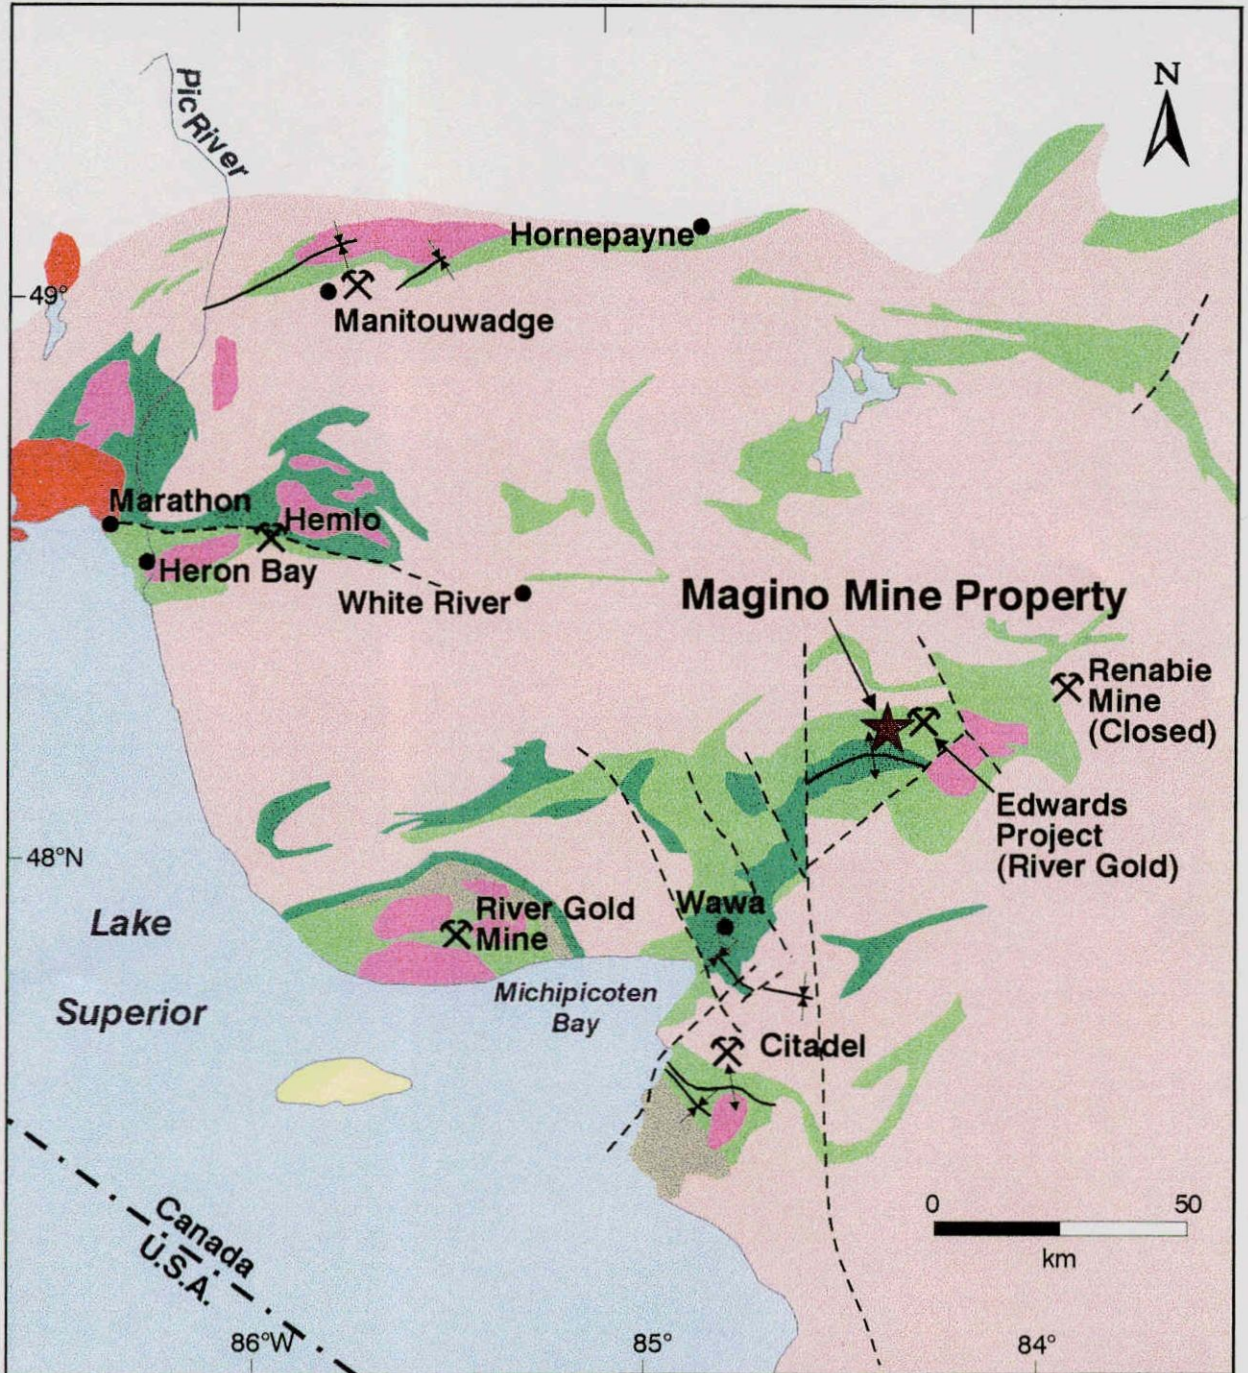 N
Pic River
Hornepayne
49°
Manitouwadge
Marathon
Hemlo
Heron Bay
White River
Magino Mine Property
Renabie
Mine
(Closed)
Edwards
Project
(River Gold)
48°N
Wawa
River Gold
Mine
Lake
Superior
Michipicoten
Bay
Citadel
0 50
km
Canada
U.S.A.
86°W
85°
84°